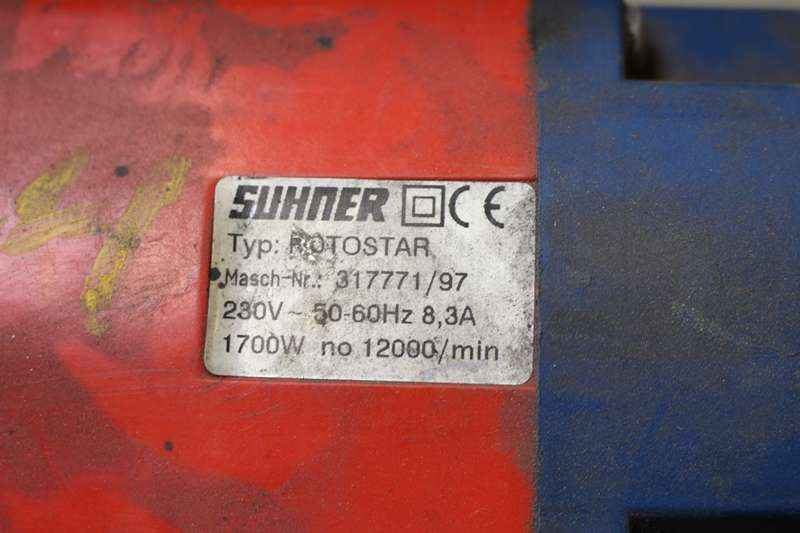 SUHNER CE
Typ: ROTOSTAR
Masch-Nr.: 317771/97
230V ~ 50-60Hz 8,3A
1700W no 12000/min